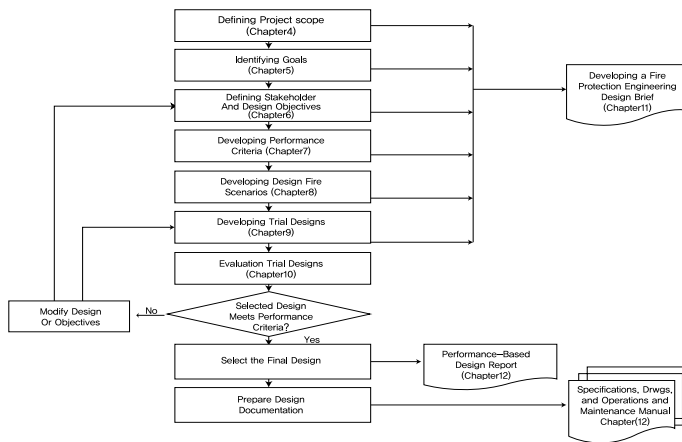 Defining Project scope
(Chapter4)
Identifying Goals
(Chapter5)
Defining Stakeholder
And Design Objectives
(Chapter6)
Developing Performance
Criteria (Chapter7)
Developing Design Fire
Scenarios (Chapter8)
Developing Trial Designs
(Chapter9)
Evaluation Trial Designs
(Chapter10)
Developing a Fire
Protection Engineering
Design Brief
(Chapter11)
Modify Design
Or Objectives
No
Selected Design
Meets Performance
Criteria?
Yes
Select the Final Design
Performance-Based
Design Report
(Chapter12)
Prepare Design
Documentation
Specifications, Drwgs,
and Operations and
Maintenance Manual
Chapter(12)